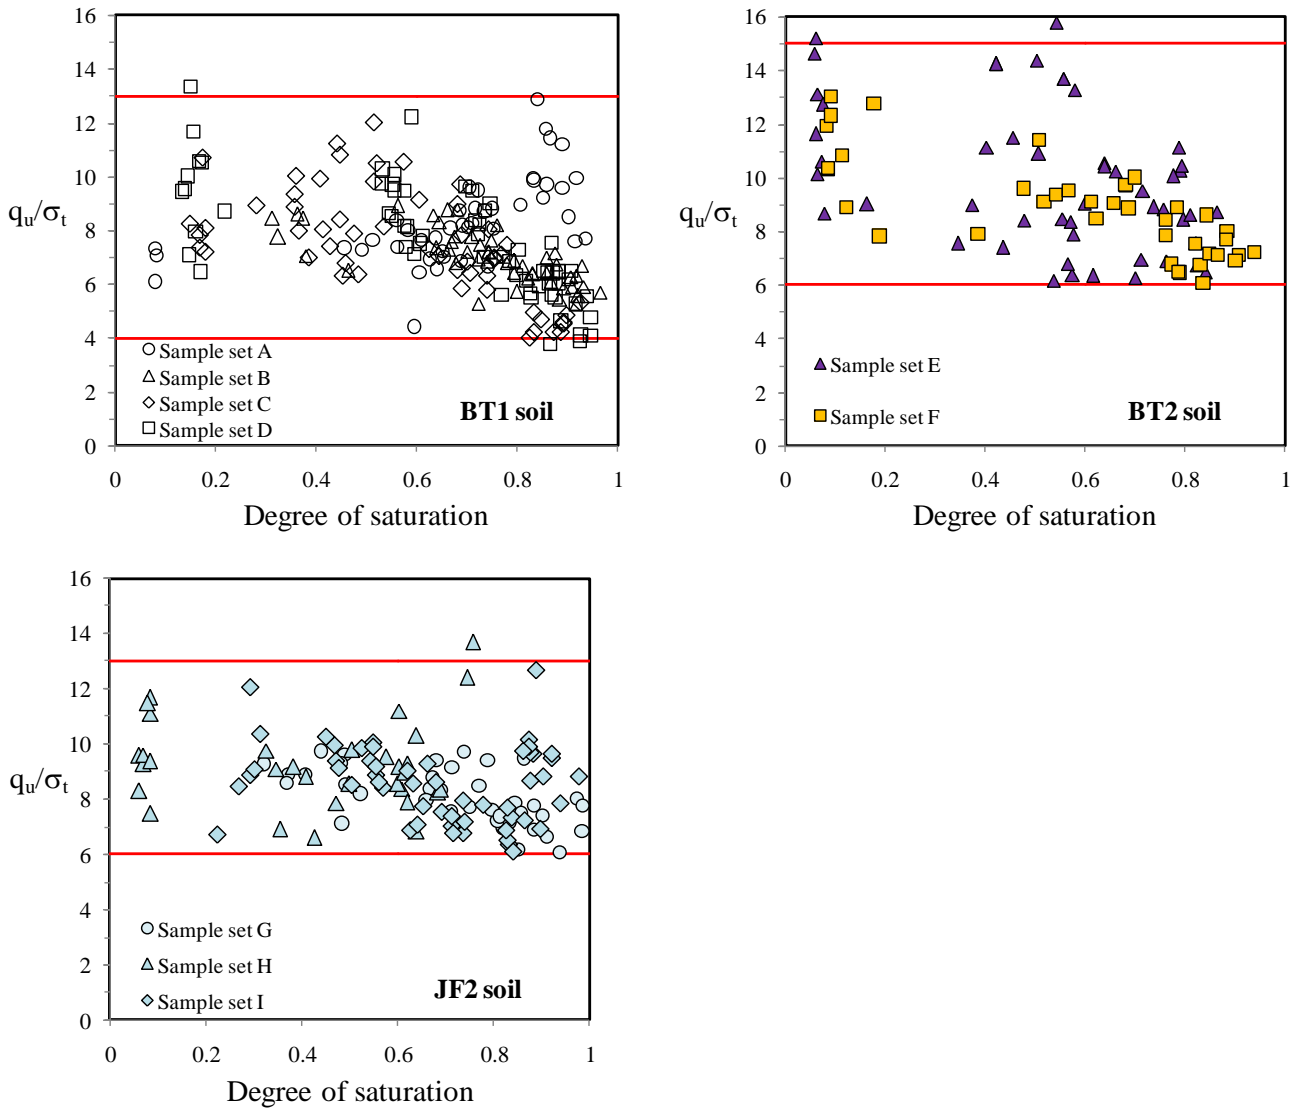 16
14
12
10
8
6
4
2
0
qu/σt
Sample set A
Sample set B
Sample set C
Sample set D
BT1 soil
0 0.2 0.4 0.6 0.8 1
Degree of saturation
16
14
12
10
8
6
4
2
0
qu/σt
Sample set E
Sample set F
BT2 soil
0 0.2 0.4 0.6 0.8 1
Degree of saturation
16
14
12
10
8
6
4
2
0
qu/σt
Sample set G
Sample set H
Sample set I
JF2 soil
0 0.2 0.4 0.6 0.8 1
Degree of saturation